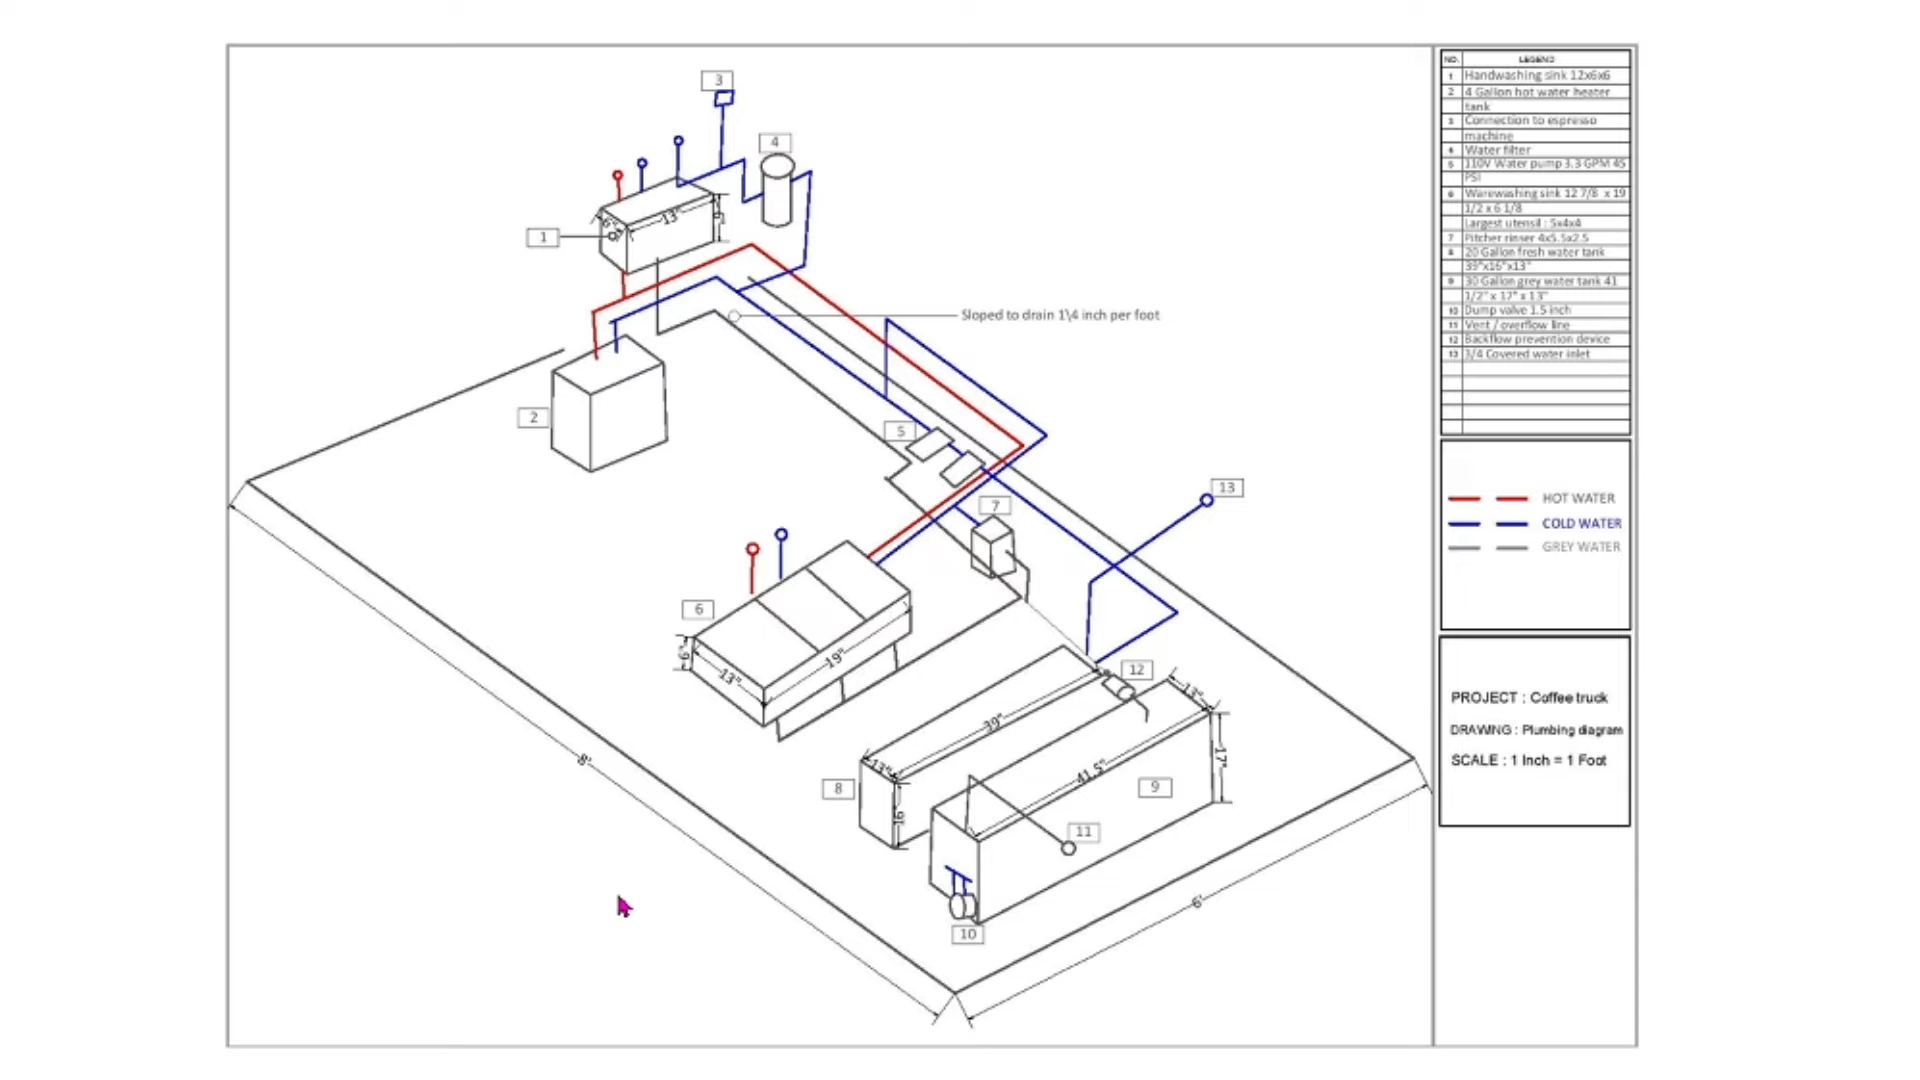 3
4
13"
6"
1
Sloped to drain 1\4 inch per foot
2
5
13
7
6
6"
13"
19"
12
13"
39"
8'
13"
8
16
41.5"
17"
9
11
10
6'
NO. LEGEND
1 Handwashing sink 12x6x6
2 4 Gallon hot water heater
tank
3 Connection to espresso
machine
4 Water filter
5 110V Water pump 3.3 GPM 45
PSI
6 Warewashing sink 12 7/8 x 19
1/2 x 6 1/8
Largest utensil : 5x4x4
7 Pitcher rinser 4x5.5x2.5
8 20 Gallon fresh water tank
39"x16"x13"
9 30 Gallon grey water tank 41
1/2" x 17" x 13"
10 Dump valve 1.5 inch
11 Vent / overflow line
12 Backflow prevention device
13 3/4 Covered water inlet
HOT WATER
COLD WATER
GREY WATER
PROJECT : Coffee truck
DRAWING : Plumbing diagram
SCALE : 1 Inch = 1 Foot